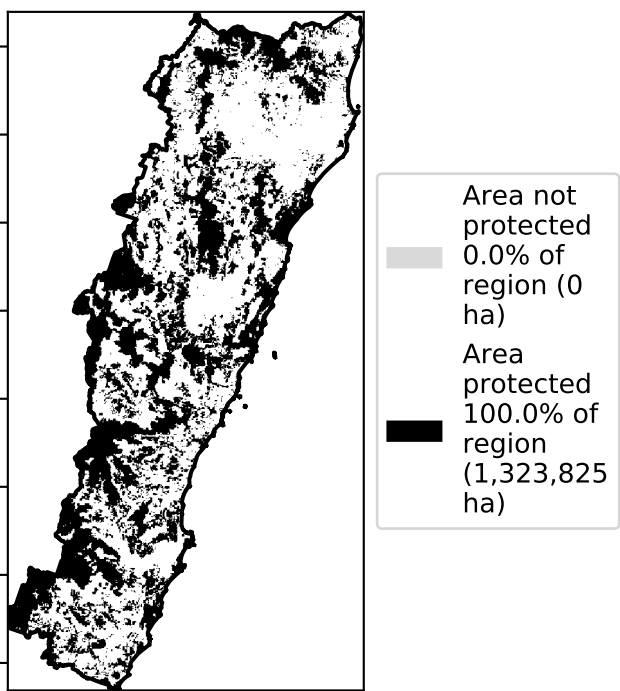 Area not
protected
0.0% of
region (0
ha)
Area
protected
100.0% of
region
(1,323,825
ha)